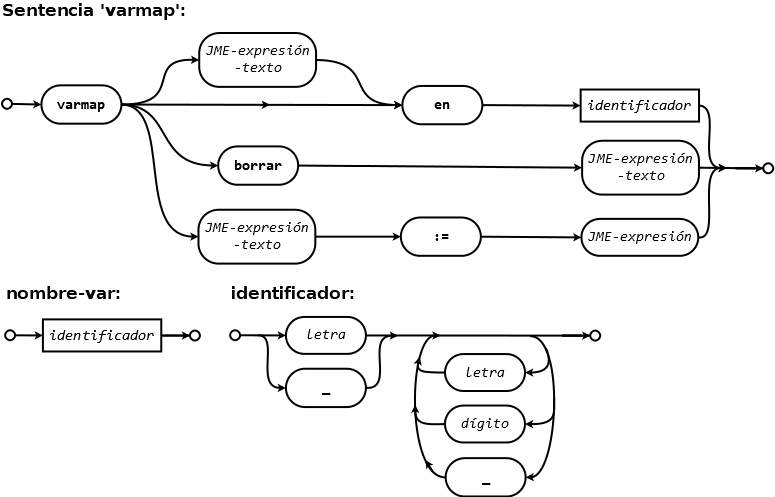 Sentencia 'varmap':
JME-expresión
-texto
varmap
en
identificador
borrar
JME-expresión
-texto
JME-expresión
-texto
:=
JME-expresión
nombre-var:
identificador
identificador:
letra
_
letra
dígito
_